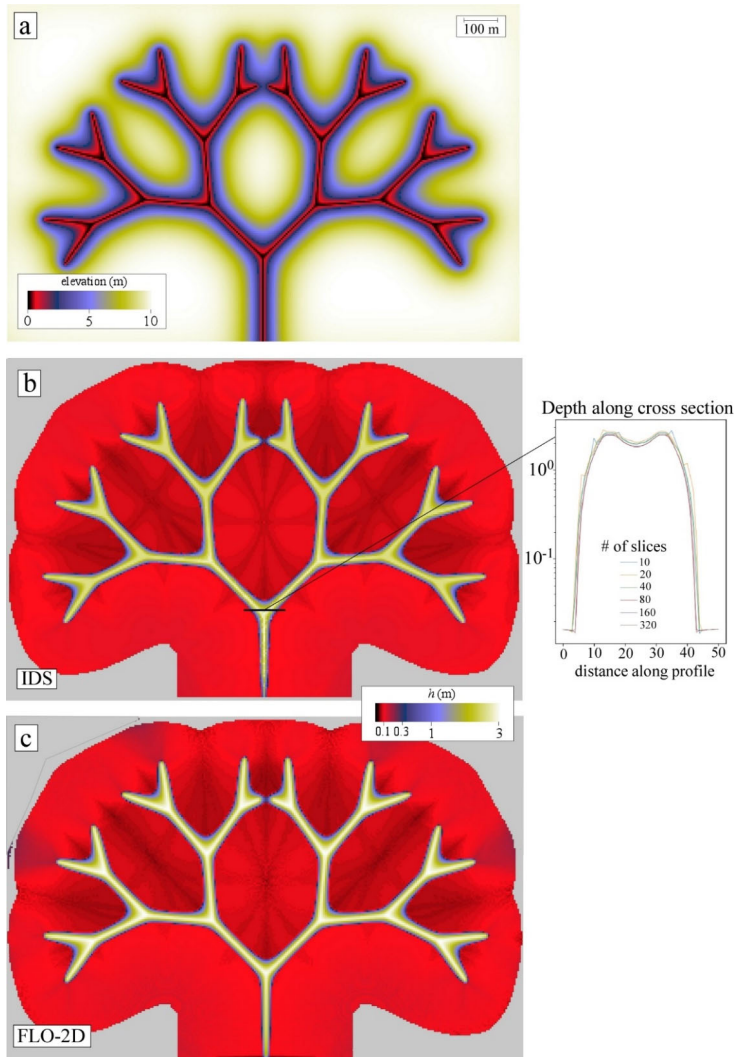 a
100 m
elevation (m)
0 5 10
b
IDS
Depth along cross section
10⁰
10⁻¹
# of slices
10
20
40
80
160
320
0 10 20 30 40 50
distance along profile
h (m)
0.1 0.3 1 3
c
FLO-2D